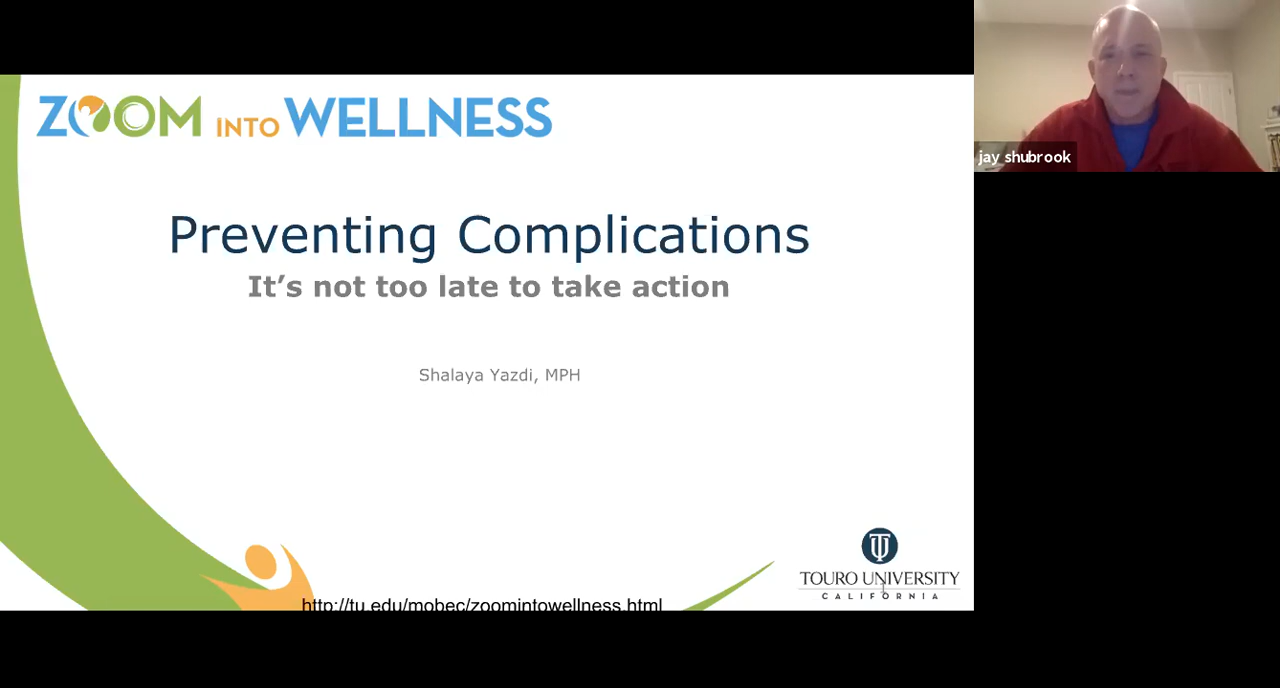 ZOOM INTO WELLNESS
jay shubrook
Preventing Complications
It's not too late to take action
Shalaya Yazdi, MPH
TOURO UNIVERSITY
CALIFORNIA
http://tu.edu/mobec/zoomintowellness.html